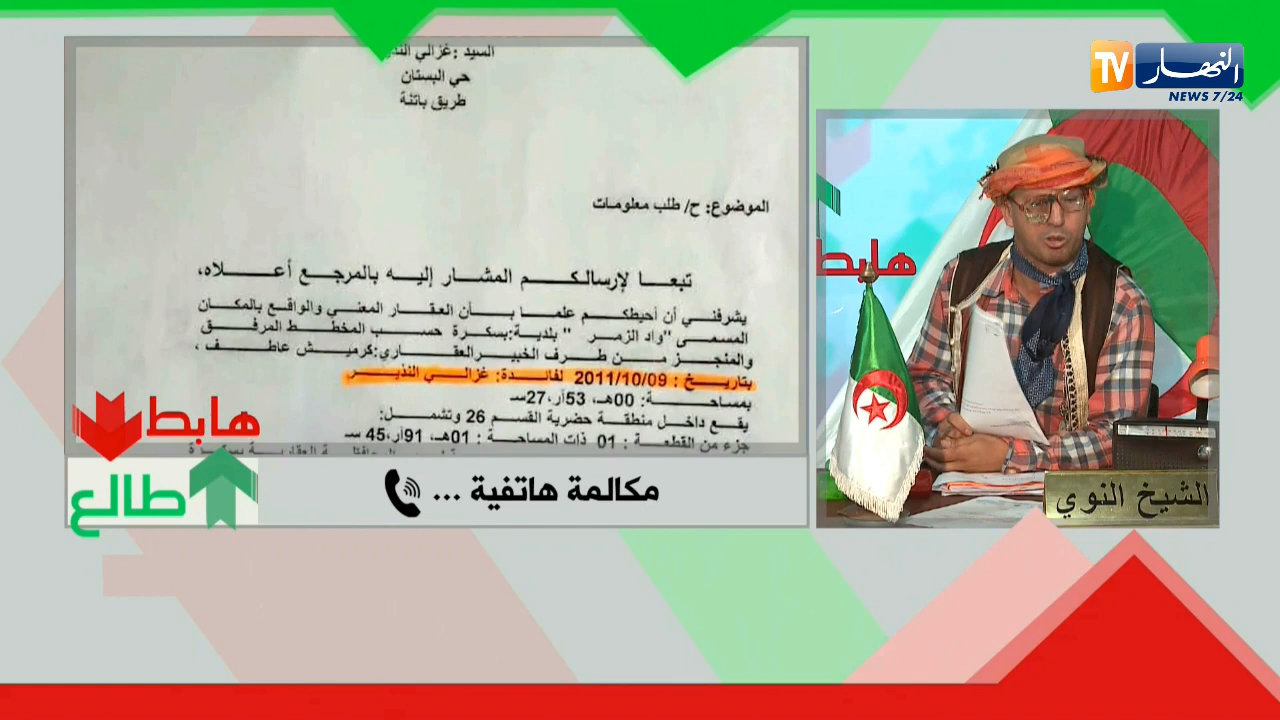 السيد :غزالي
حي البستان
طريق باتنة
الموضوع: ح/ طلب معلومات
تبعا لإرسالكم المشار إليه بالمرجع أعلاه،
يشرفني أن أحيطكم علما بأن العقار المعني والواقع بالمكان
المسمى "واد الزمر " بلدية:بسكرة حسب المخطط المرفق
والمنجز من طرف الخبير العقاري:كرميش عاطف ،
بتاريخ : 2011/10/09 لفائدة: غزالي النذير
بمساحة: 00هـ، 53آر،27سـ
يقع داخل منطقة حضرية القسم 26 وتشمل:
جزء من القطعة : 01 ذات المساحة : 01هـ، 91آر،45 سـ
هابط
طالع
مكالمة هاتفية ...
TV النهار
NEWS 7/24
هابط
الشيخ النوي